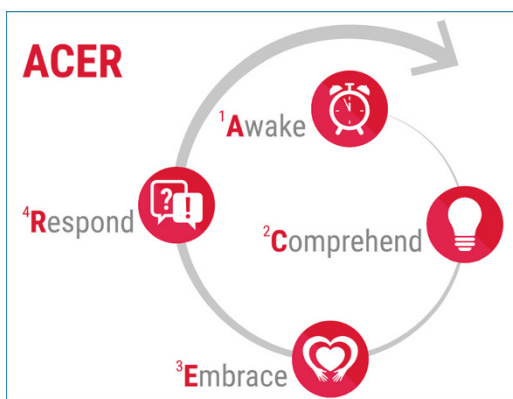 ACER
¹Awake
²Comprehend
³Embrace
⁴Respond
? !